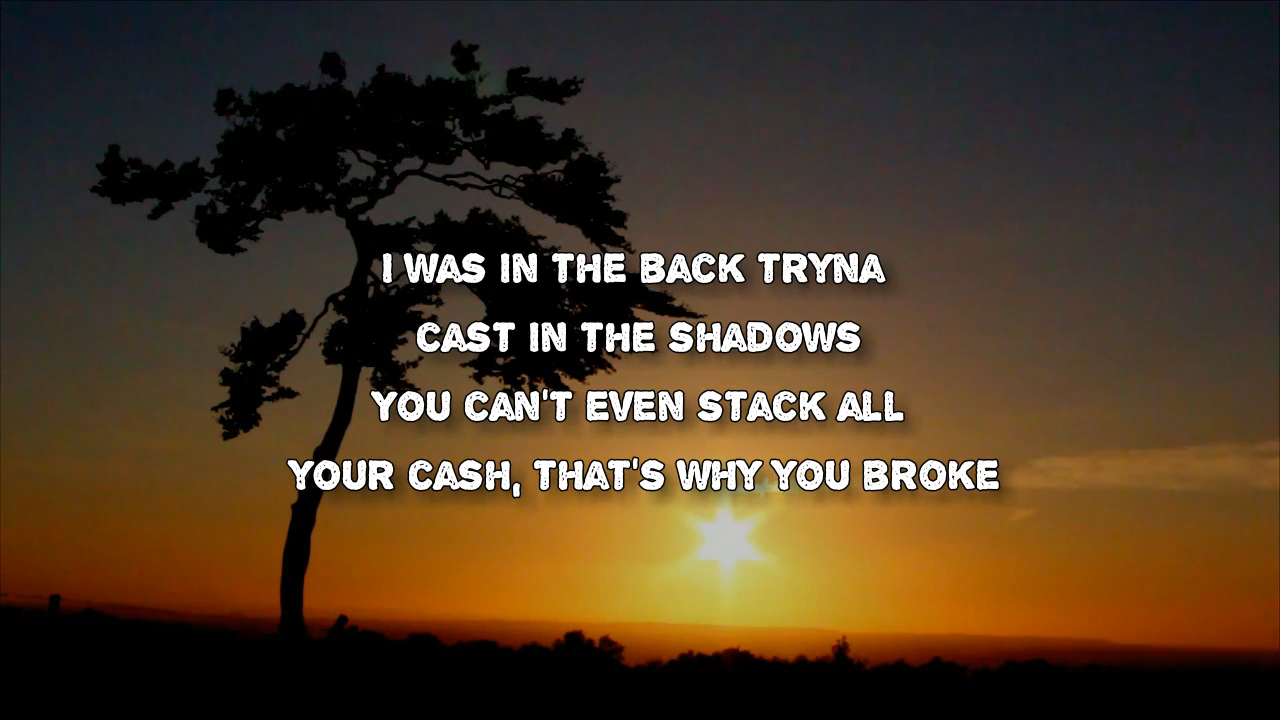 I WAS IN THE BACK TRYNA
CAST IN THE SHADOWS
YOU CAN'T EVEN STACK ALL
YOUR CASH, THAT'S WHY YOU BROKE